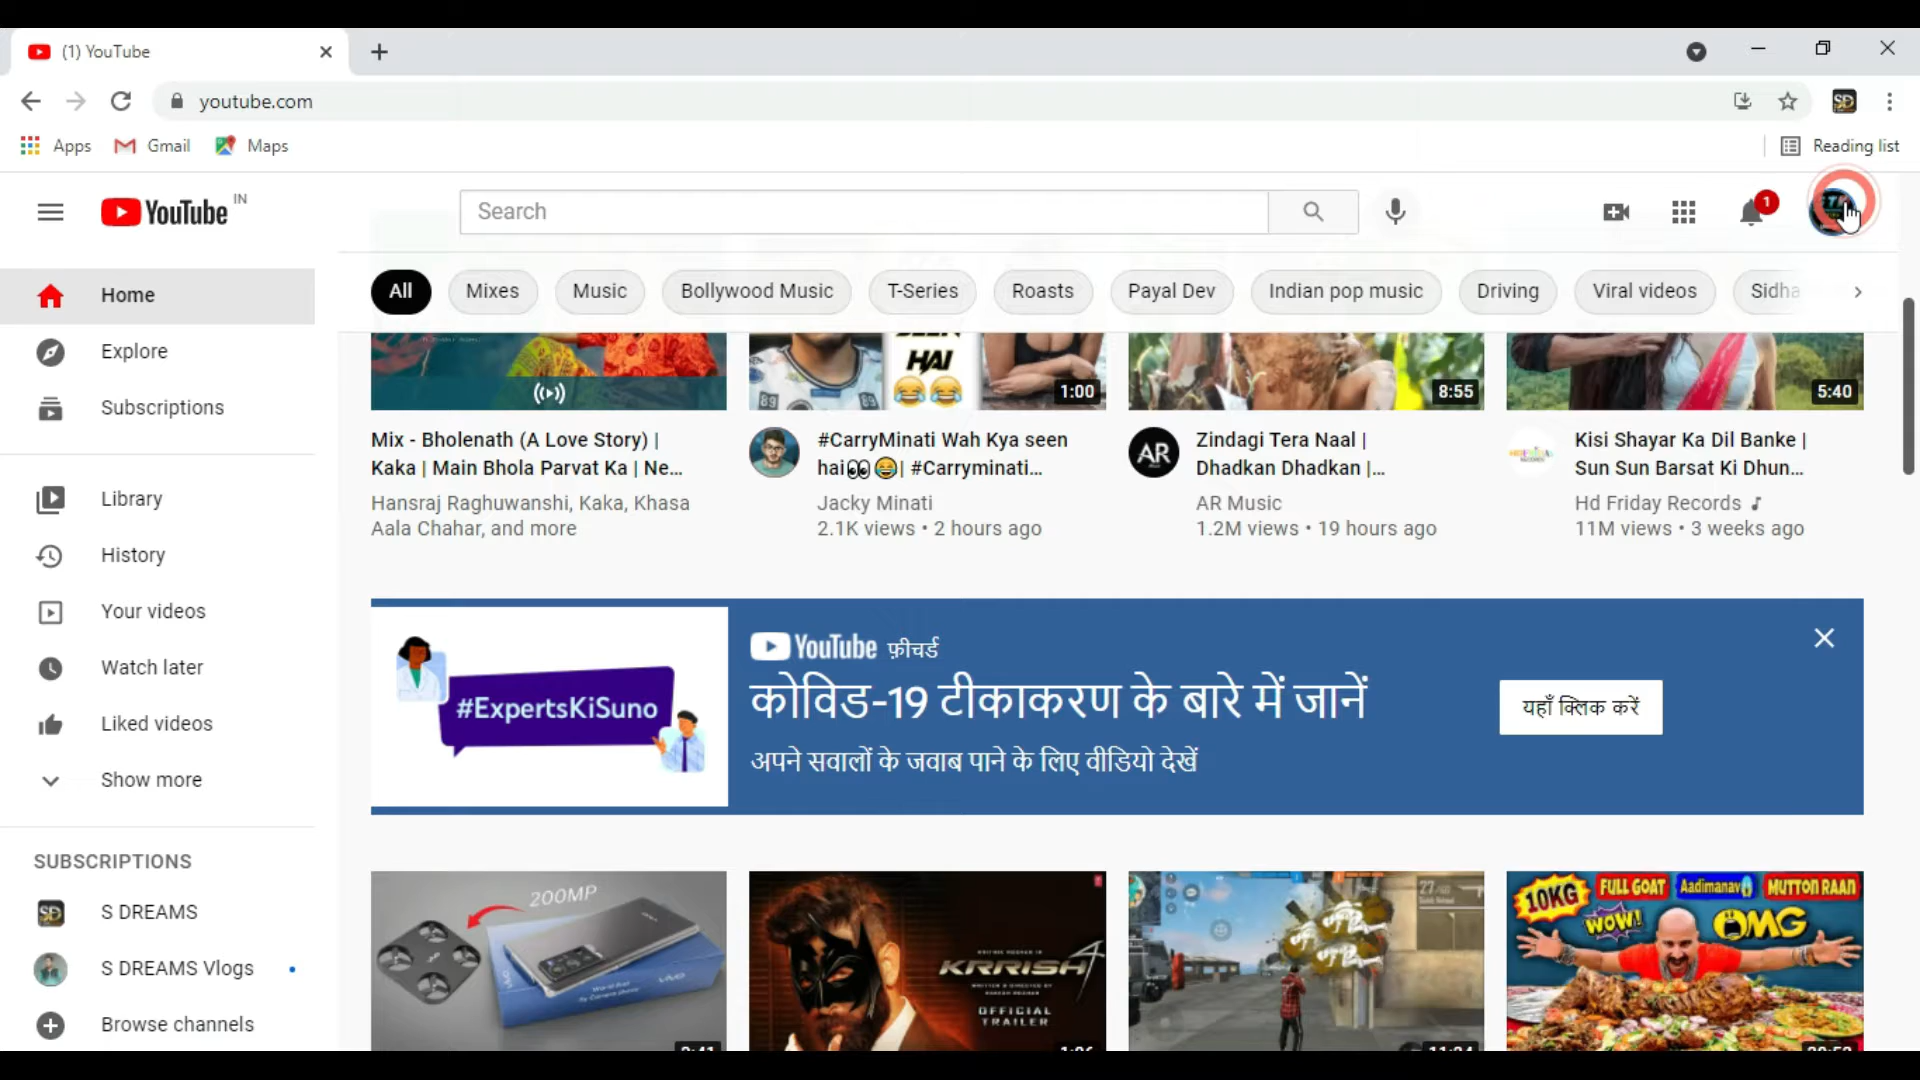 (1) YouTube
youtube.com
Apps
Gmail
Maps
Reading list
YouTube IN
Search
1
Home
Explore
Subscriptions
Library
History
Your videos
Watch later
Liked videos
Show more
SUBSCRIPTIONS
S DREAMS
S DREAMS Vlogs
Browse channels
All
Mixes
Music
Bollywood Music
T-Series
Roasts
Payal Dev
Indian pop music
Driving
Viral videos
Sidha
HAI
1:00
8:55
5:40
Mix - Bholenath (A Love Story) |
Kaka | Main Bhola Parvat Ka | Ne...
Hansraj Raghuwanshi, Kaka, Khasa
Aala Chahar, and more
#CarryMinati Wah Kya seen
hai👀😂| #Carryminati...
Jacky Minati
2.1K views • 2 hours ago
AR
Zindagi Tera Naal |
Dhadkan Dhadkan |...
AR Music
1.2M views • 19 hours ago
Kisi Shayar Ka Dil Banke |
Sun Sun Barsat Ki Dhun...
Hd Friday Records
11M views • 3 weeks ago
#ExpertsKiSuno
YouTube फ़ीचर्ड
कोविड-19 टीकाकरण के बारे में जानें
अपने सवालों के जवाब पाने के लिए वीडियो देखें
यहाँ क्लिक करें
200MP
vivo
KRRISH 4
OFFICIAL
TRAILER
10KG
WOW!
FULL GOAT
Aadimanav
MUTTON RAAN
OMG